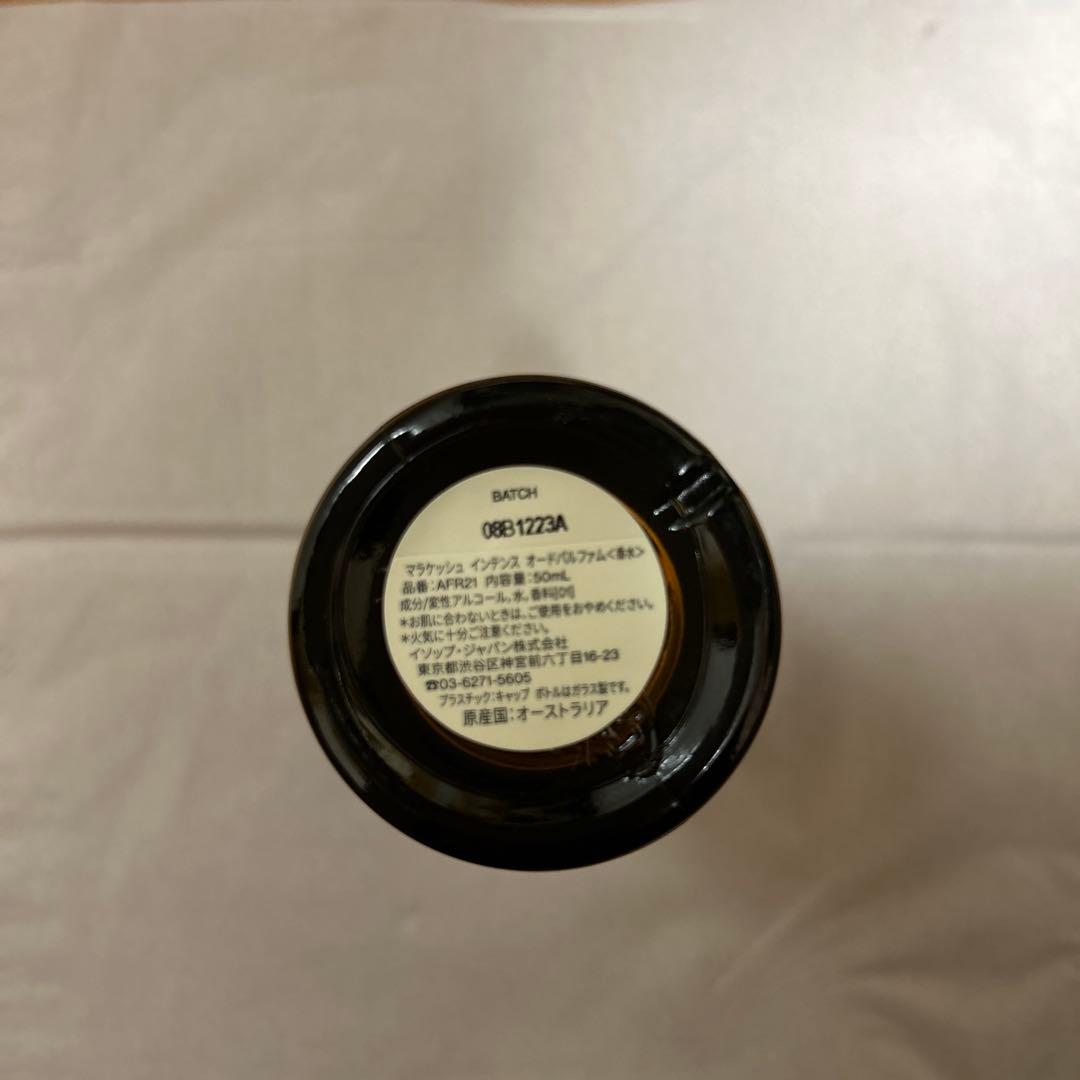 BATCH
08B1223A
マラケッシュ インテンス オードパルファム<香水>
品番:AFR21 内容量:50mL
成分/変性アルコール,水,香料[01]
*お肌に合わないときは、ご使用をおやめください。
*火気に十分ご注意ください。
イソップ・ジャパン株式会社
東京都渋谷区神宮前六丁目16-23
☎03-6271-5605
プラスチック:キャップ ボトルはガラス製です。
原産国:オーストラリア